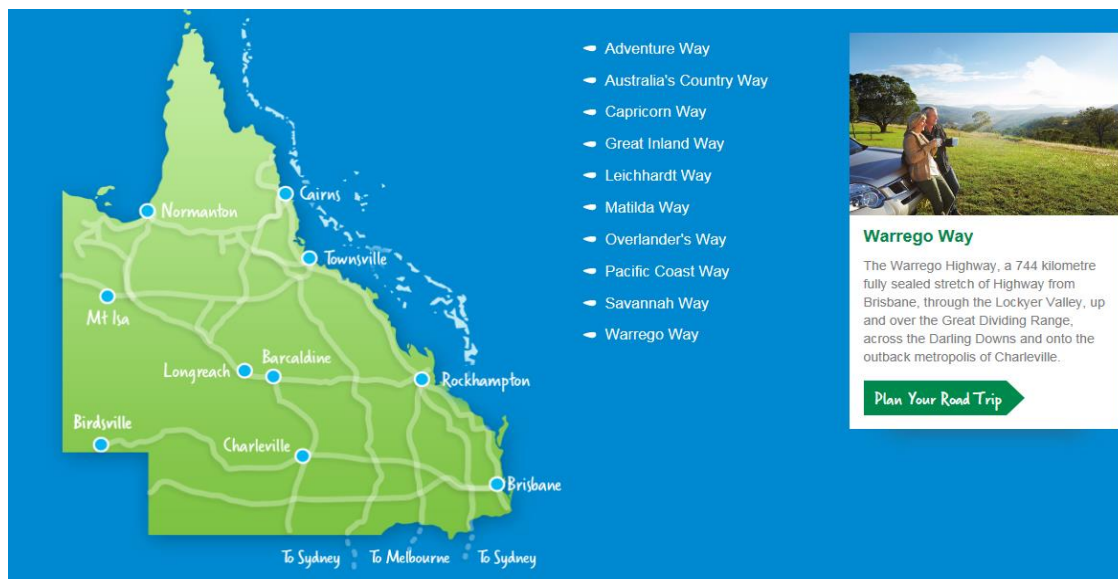 Cairns
Normanton
Townsville
Mt Isa
Barcaldine
Longreach
Rockhampton
Birdsville
Charleville
Brisbane
To Sydney
To Melbourne
To Sydney
Adventure Way
Australia's Country Way
Capricorn Way
Great Inland Way
Leichhardt Way
Matilda Way
Overlander's Way
Pacific Coast Way
Savannah Way
Warrego Way
Warrego Way
The Warrego Highway, a 744 kilometre
fully sealed stretch of Highway from
Brisbane, through the Lockyer Valley, up
and over the Great Dividing Range,
across the Darling Downs and onto the
outback metropolis of Charleville.
Plan Your Road Trip